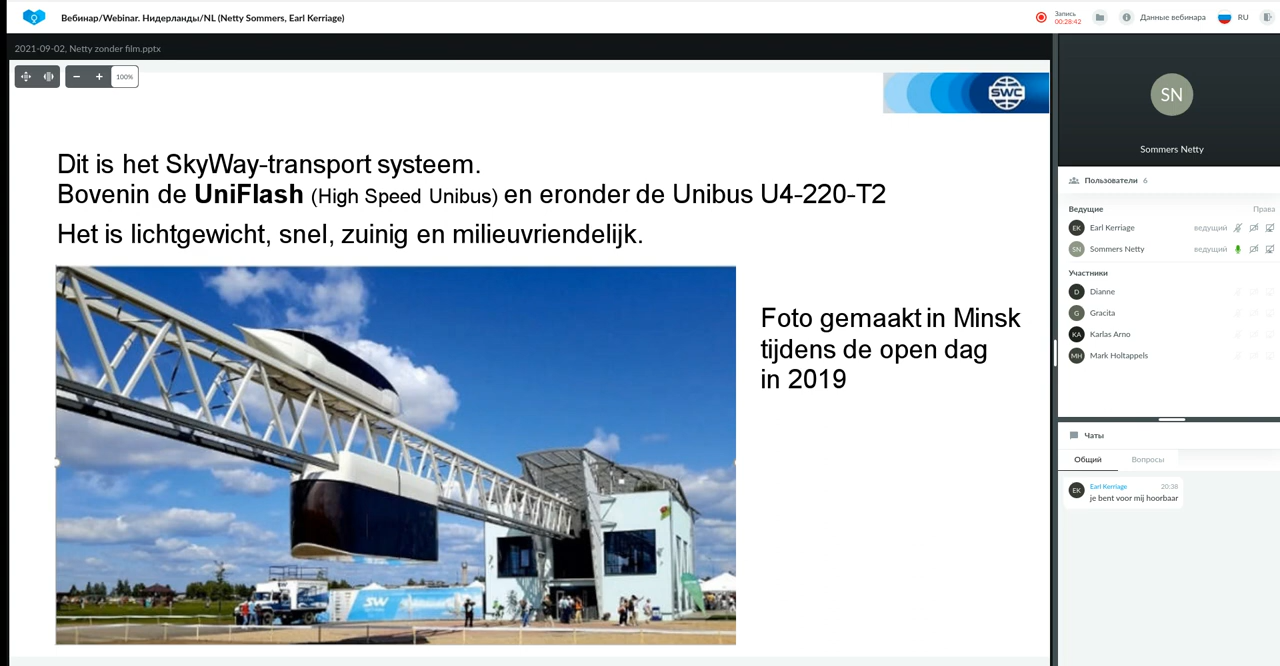 Вебинар/Webinar. Нидерланды/NL (Netty Sommers, Earl Kerriage)
Запись
00:28:42
Данные вебинара
RU
2021-09-02, Netty zonder film.pptx
100%
SWC
Dit is het SkyWay-transport systeem.
Bovenin de UniFlash (High Speed Unibus) en eronder de Unibus U4-220-T2
Het is lichtgewicht, snel, zuinig en milieuvriendelijk.
Foto gemaakt in Minsk
tijdens de open dag
in 2019
SW
SN
Sommers Netty
Пользователи 6
Ведущие Права
EK Earl Kerriage ведущий
SN Sommers Netty ведущий
Участники
D Dianne
G Gracita
KA Karlas Arno
MH Mark Holtappels
Чаты
Общий Вопросы
EK Earl Kerriage 20:38
je bent voor mij hoorbaar